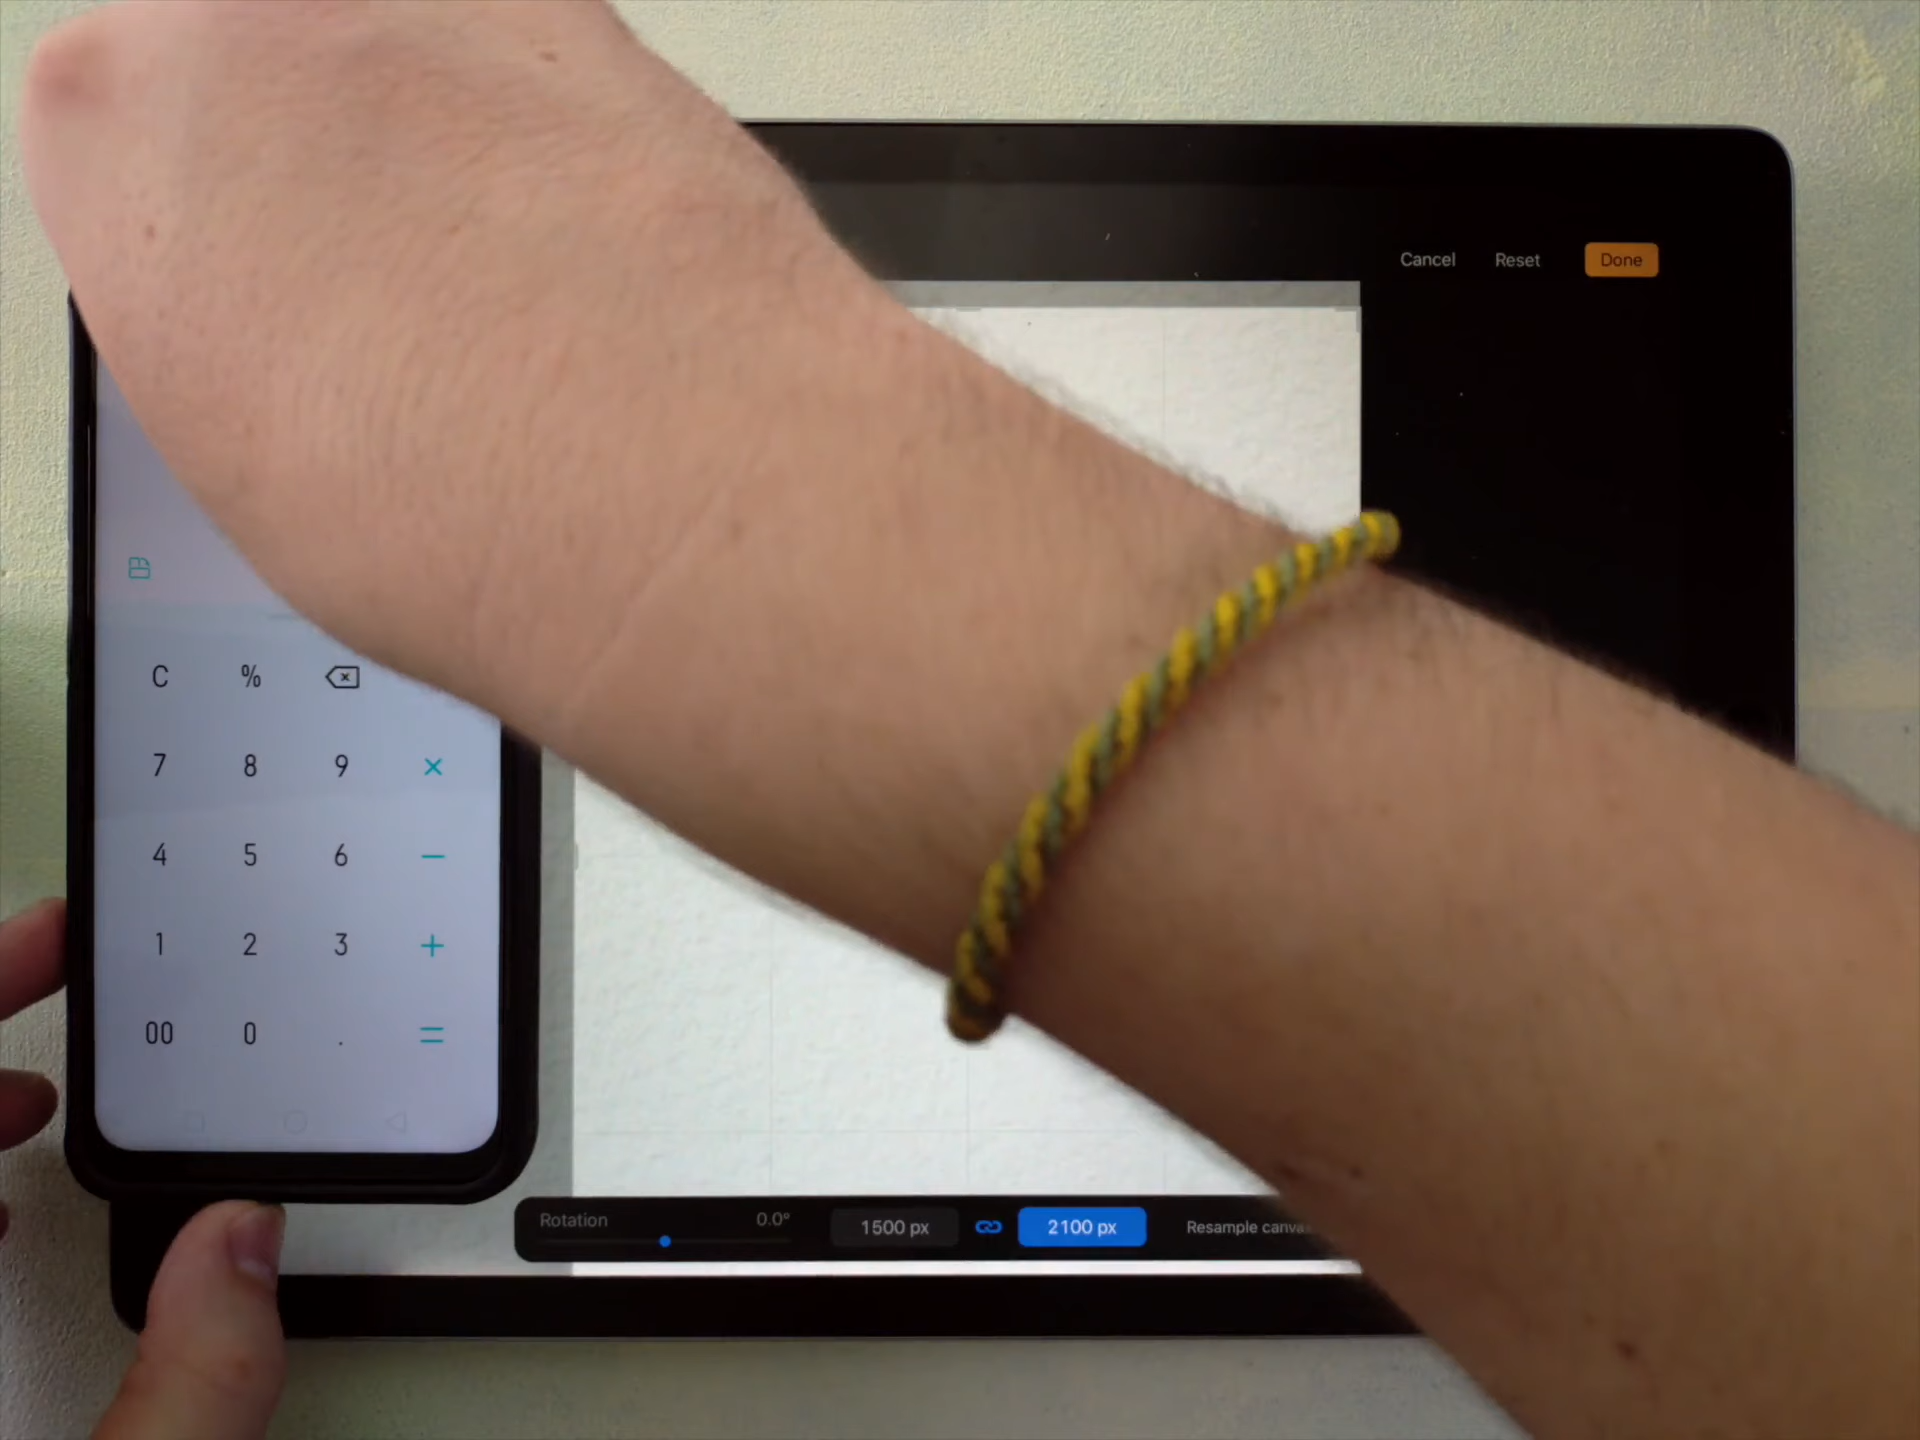 Cancel Reset Done
C %
7 8 9 ×
4 5 6 −
1 2 3 +
00 0 . =
Rotation 0.0° 1500 px 2100 px Resample